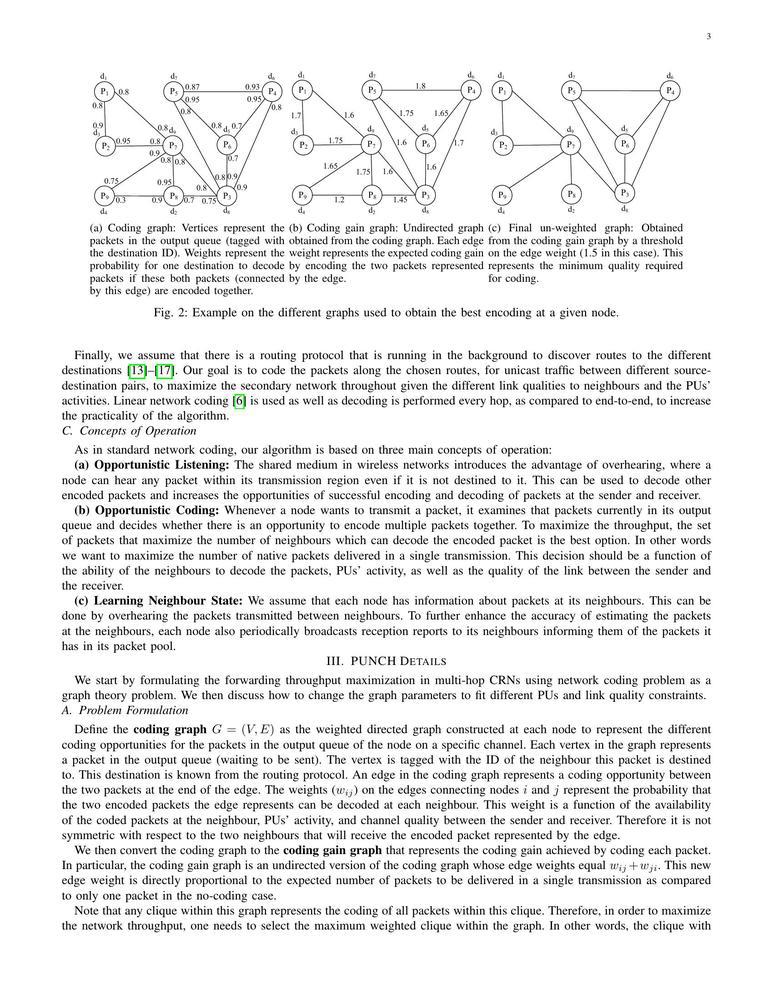 3
d₁
d₇
d₆
P₁
0.8
P₅
0.87
0.93
P₄
0.95
0.95
0.8
0.8
0.8
0.9
d₃
0.8
d₉
0.8
d₅
0.7
P₂
0.95
0.8
P₇
P₆
0.9
0.8
0.8
0.7
0.75
0.95
0.8
0.8
0.9
0.9
P₉
0.3
0.9
P₈
0.7
0.75
P₃
d₄
d₂
d₈
d₁
d₇
d₆
P₁
P₅
1.8
P₄
1.7
1.6
1.75
1.65
d₃
d₉
d₅
P₂
1.75
P₇
1.6
P₆
1.7
1.65
1.75
1.6
1.6
P₉
1.2
P₈
1.45
P₃
d₄
d₂
d₈
d₁
d₇
d₆
P₁
P₅
P₄
d₃
d₉
d₅
P₂
P₇
P₆
P₉
P₈
P₃
d₄
d₂
d₈
(a) Coding graph: Vertices represent the
packets in the output queue (tagged with
the destination ID). Weights represent the
probability for one destination to decode
packets if these both packets (connected
by this edge) are encoded together.
(b) Coding gain graph: Undirected graph
obtained from the coding graph. Each edge
weight represents the expected coding gain
by encoding the two packets represented
by the edge.
(c) Final un-weighted graph: Obtained
from the coding gain graph by a threshold
on the edge weight (1.5 in this case). This
represents the minimum quality required
for coding.
Fig. 2: Example on the different graphs used to obtain the best encoding at a given node.
Finally, we assume that there is a routing protocol that is running in the background to discover routes to the different
destinations [13]–[17]. Our goal is to code the packets along the chosen routes, for unicast traffic between different source-
destination pairs, to maximize the secondary network throughout given the different link qualities to neighbours and the PUs'
activities. Linear network coding [6] is used as well as decoding is performed every hop, as compared to end-to-end, to increase
the practicality of the algorithm.
C. Concepts of Operation
As in standard network coding, our algorithm is based on three main concepts of operation:
(a) Opportunistic Listening: The shared medium in wireless networks introduces the advantage of overhearing, where a
node can hear any packet within its transmission region even if it is not destined to it. This can be used to decode other
encoded packets and increases the opportunities of successful encoding and decoding of packets at the sender and receiver.
(b) Opportunistic Coding: Whenever a node wants to transmit a packet, it examines that packets currently in its output
queue and decides whether there is an opportunity to encode multiple packets together. To maximize the throughput, the set
of packets that maximize the number of neighbours which can decode the encoded packet is the best option. In other words
we want to maximize the number of native packets delivered in a single transmission. This decision should be a function of
the ability of the neighbours to decode the packets, PUs' activity, as well as the quality of the link between the sender and
the receiver.
(c) Learning Neighbour State: We assume that each node has information about packets at its neighbours. This can be
done by overhearing the packets transmitted between neighbours. To further enhance the accuracy of estimating the packets
at the neighbours, each node also periodically broadcasts reception reports to its neighbours informing them of the packets it
has in its packet pool.
III. PUNCH DETAILS
We start by formulating the forwarding throughput maximization in multi-hop CRNs using network coding problem as a
graph theory problem. We then discuss how to change the graph parameters to fit different PUs and link quality constraints.
A. Problem Formulation
Define the coding graph G = (V, E) as the weighted directed graph constructed at each node to represent the different
coding opportunities for the packets in the output queue of the node on a specific channel. Each vertex in the graph represents
a packet in the output queue (waiting to be sent). The vertex is tagged with the ID of the neighbour this packet is destined
to. This destination is known from the routing protocol. An edge in the coding graph represents a coding opportunity between
the two packets at the end of the edge. The weights (wᵢⱼ) on the edges connecting nodes i and j represent the probability that
the two encoded packets the edge represents can be decoded at each neighbour. This weight is a function of the availability
of the coded packets at the neighbour, PUs' activity, and channel quality between the sender and receiver. Therefore it is not
symmetric with respect to the two neighbours that will receive the encoded packet represented by the edge.
We then convert the coding graph to the coding gain graph that represents the coding gain achieved by coding each packet.
In particular, the coding gain graph is an undirected version of the coding graph whose edge weights equal wᵢⱼ + wⱼᵢ. This new
edge weight is directly proportional to the expected number of packets to be delivered in a single transmission as compared
to only one packet in the no-coding case.
Note that any clique within this graph represents the coding of all packets within this clique. Therefore, in order to maximize
the network throughput, one needs to select the maximum weighted clique within the graph. In other words, the clique with